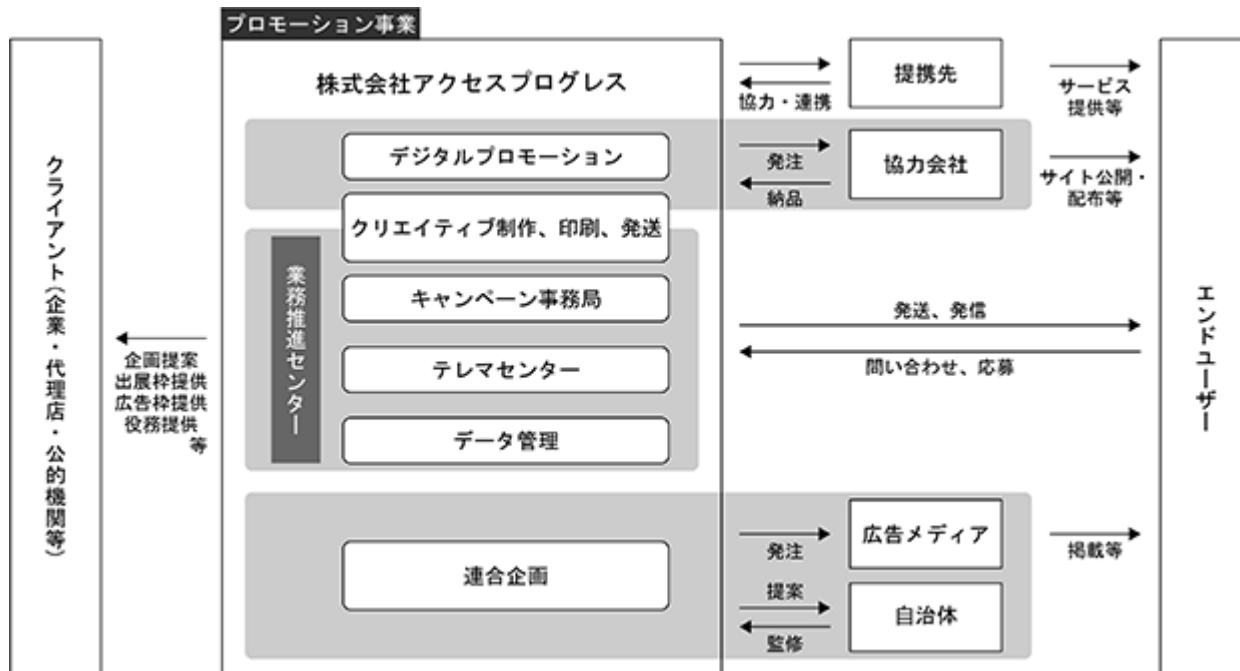 プロモーション事業
株式会社アクセスプログレス
提携先
協力・連携
サービス
提供等
デジタルプロモーション
発注
納品
協力会社
サイト公開・
配布等
クリエイティブ制作、印刷、発送
業務推進センター
キャンペーン事務局
テレマセンター
データ管理
クライアント(企業・代理店・公的機関等)
企画提案
出展枠提供
広告枠提供
役務提供
等
発送、発信
問い合わせ、応募
エンドユーザー
連合企画
発注
広告メディア
掲載等
提案
監修
自治体